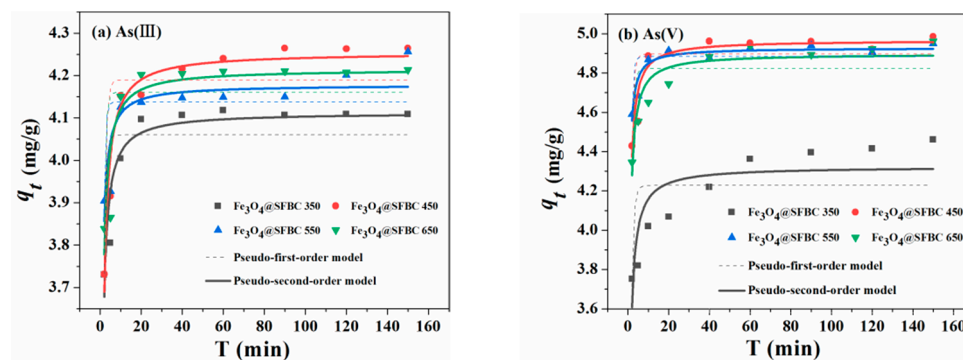 (a) As(III)
4.3
4.2
4.1
4.0
3.9
3.8
3.7
qt (mg/g)
Fe3O4@SFBC 350 Fe3O4@SFBC 450
Fe3O4@SFBC 550 Fe3O4@SFBC 650
Pseudo-first-order model
Pseudo-second-order model
0 20 40 60 80 100 120 140 160
T (min)
(b) As(V)
5.0
4.8
4.6
4.4
4.2
4.0
3.8
3.6
qt (mg/g)
Fe3O4@SFBC 350 Fe3O4@SFBC 450
Fe3O4@SFBC 550 Fe3O4@SFBC 650
Pseudo-first-order model
Pseudo-second-order model
0 20 40 60 80 100 120 140 160
T (min)